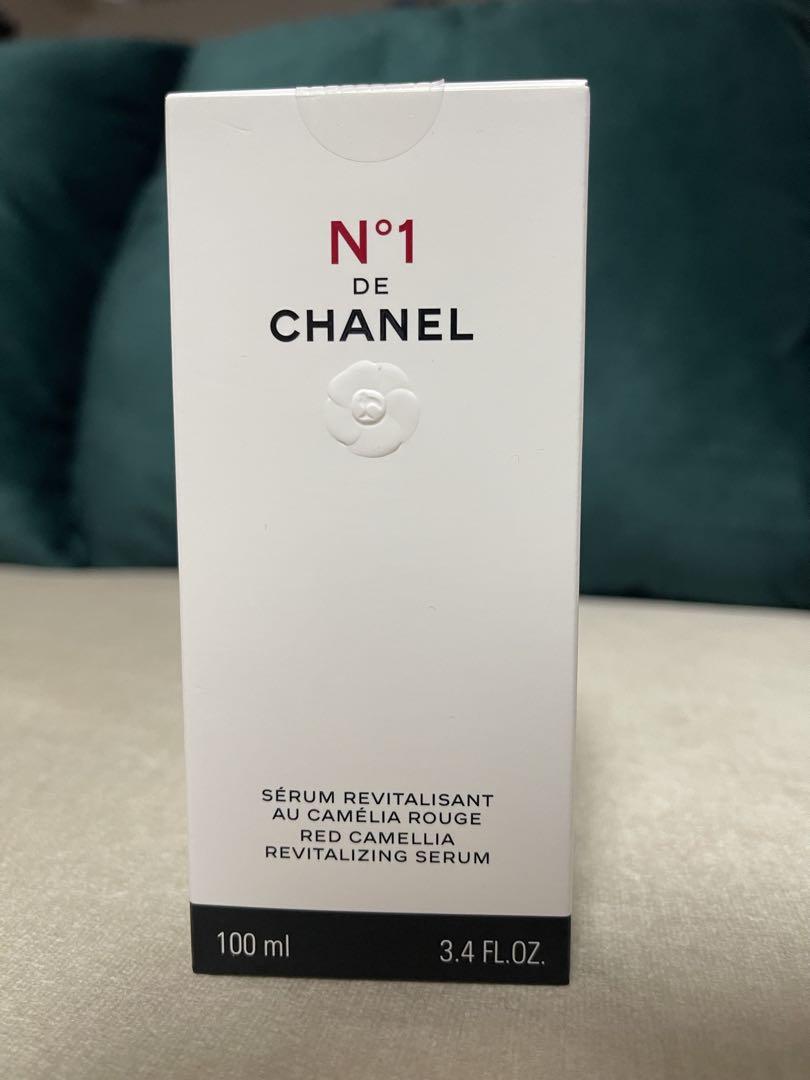 N°1
DE
CHANEL
SÉRUM REVITALISANT
AU CAMÉLIA ROUGE
RED CAMELLIA
REVITALIZING SERUM
100 ml 3.4 FL.OZ.